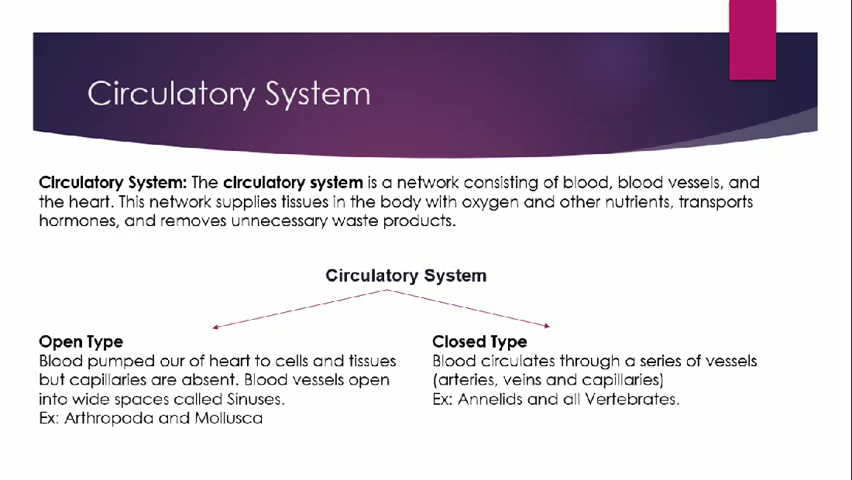 Circulatory System
Circulatory System: The circulatory system is a network consisting of blood, blood vessels, and
the heart. This network supplies tissues in the body with oxygen and other nutrients, transports
hormones, and removes unnecessary waste products.
Circulatory System
Open Type
Blood pumped our of heart to cells and tissues
but capillaries are absent. Blood vessels open
into wide spaces called Sinuses.
Ex: Arthropoda and Mollusca
Closed Type
Blood circulates through a series of vessels
(arteries, veins and capillaries)
Ex: Annelids and all Vertebrates.